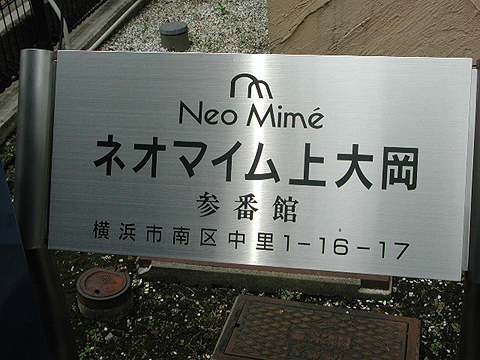 Neo Mimé
ネオマイム上大岡
参番館
横浜市南区中里1-16-17